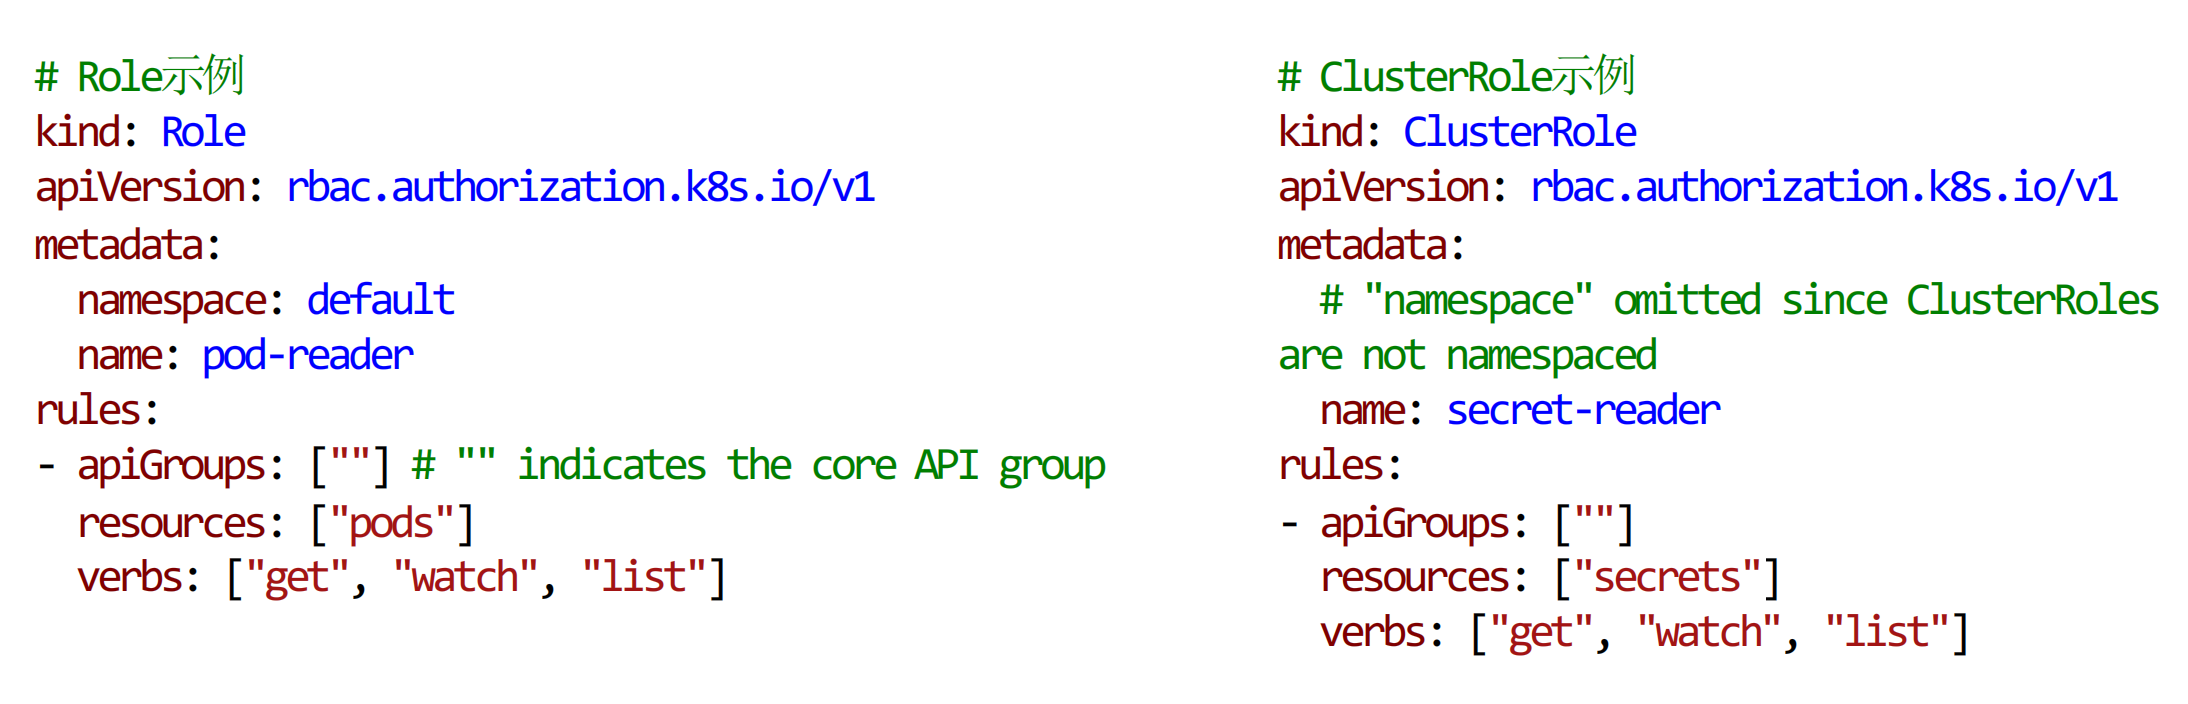 # Role示例
kind: Role
apiVersion: rbac.authorization.k8s.io/v1
metadata:
  namespace: default
  name: pod-reader
rules:
- apiGroups: [""] # "" indicates the core API group
  resources: ["pods"]
  verbs: ["get", "watch", "list"]
# ClusterRole示例
kind: ClusterRole
apiVersion: rbac.authorization.k8s.io/v1
metadata:
  # "namespace" omitted since ClusterRoles
are not namespaced
  name: secret-reader
rules:
- apiGroups: [""]
  resources: ["secrets"]
  verbs: ["get", "watch", "list"]